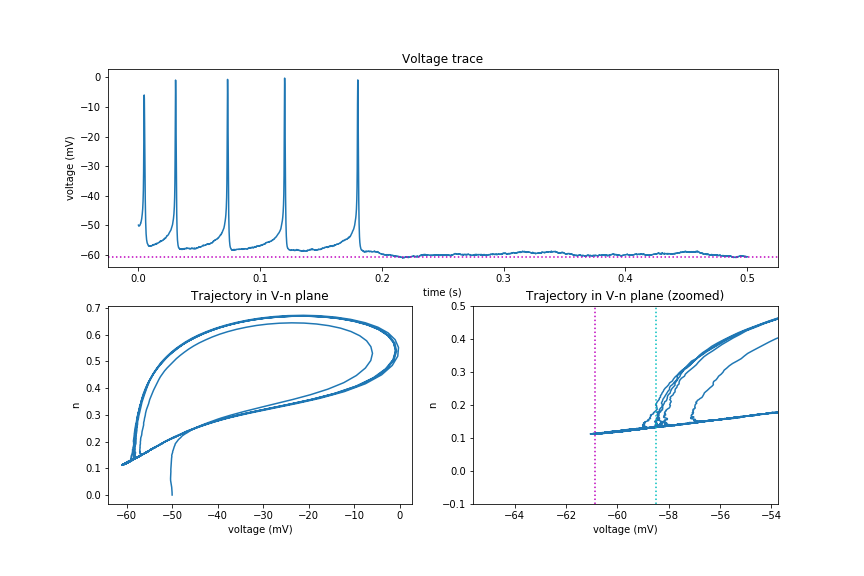 Voltage trace
voltage (mV)
0
−10
−20
−30
−40
−50
−60
0.0 0.1 0.2 0.3 0.4 0.5
time (s)
Trajectory in V-n plane
n
0.7
0.6
0.5
0.4
0.3
0.2
0.1
0.0
−60 −50 −40 −30 −20 −10 0
voltage (mV)
Trajectory in V-n plane (zoomed)
n
0.5
0.4
0.3
0.2
0.1
0.0
−0.1
−64 −62 −60 −58 −56 −54
voltage (mV)